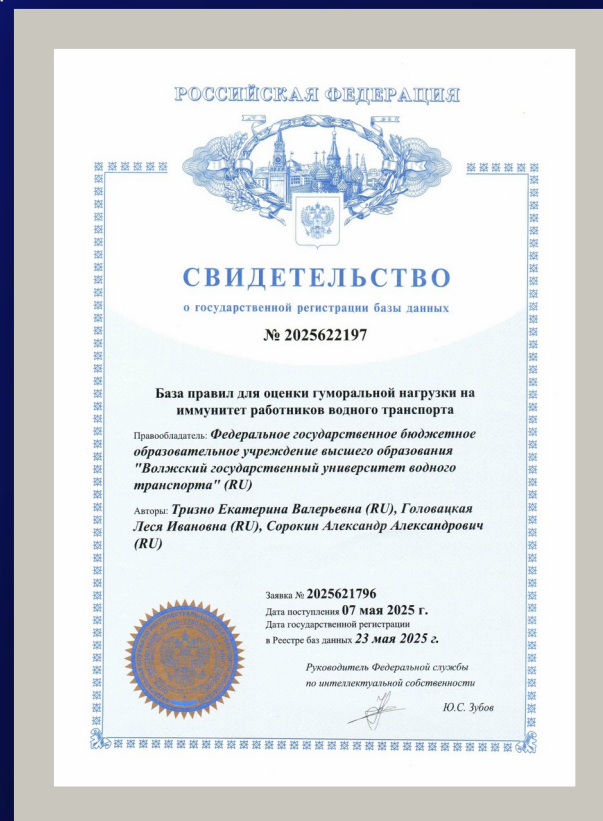 РОССИЙСКАЯ ФЕДЕРАЦИЯ
СВИДЕТЕЛЬСТВО
о государственной регистрации базы данных
№ 2025622197
База правил для оценки гуморальной нагрузки на
иммунитет работников водного транспорта
Правообладатель: Федеральное государственное бюджетное
образовательное учреждение высшего образования
"Волжский государственный университет водного
транспорта" (RU)
Авторы: Тризно Екатерина Валерьевна (RU), Головацкая
Леся Ивановна (RU), Сорокин Александр Александрович
(RU)
Заявка № 2025621796
Дата поступления 07 мая 2025 г.
Дата государственной регистрации
в Реестре баз данных 23 мая 2025 г.
Руководитель Федеральной службы
по интеллектуальной собственности
Ю.С. Зубов